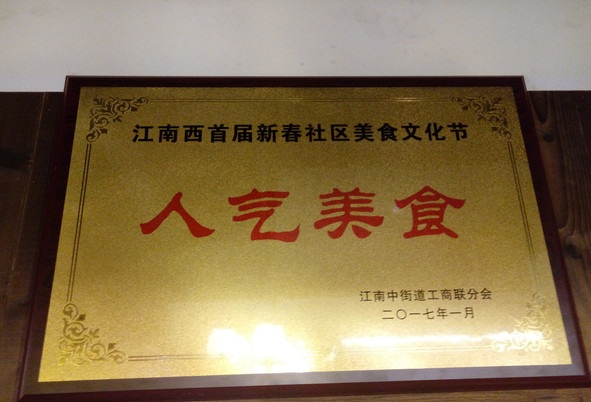 江南西首届新春社区美食文化节
人气美食
江南中街道工商联分会
二〇一七年一月